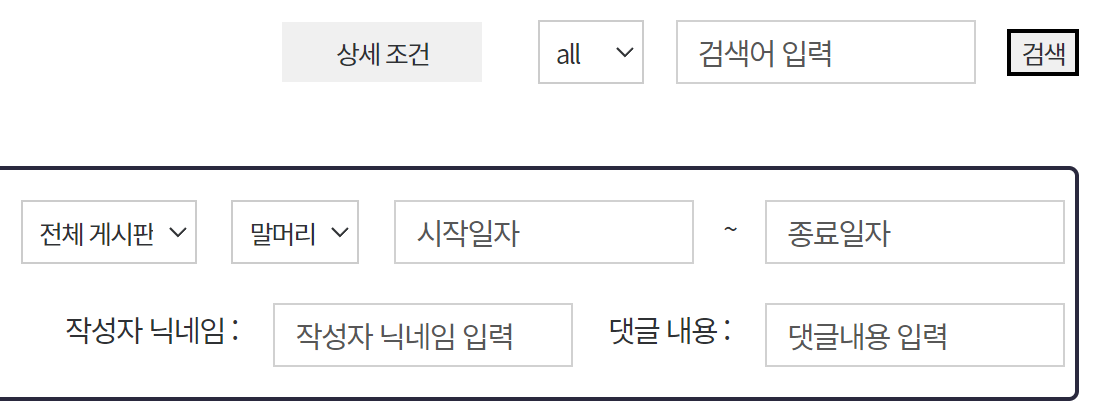 상세 조건 all 검색어 입력 검색
전체 게시판 말머리 시작일자 ~ 종료일자
작성자 닉네임 : 작성자 닉네임 입력 댓글 내용 : 댓글내용 입력